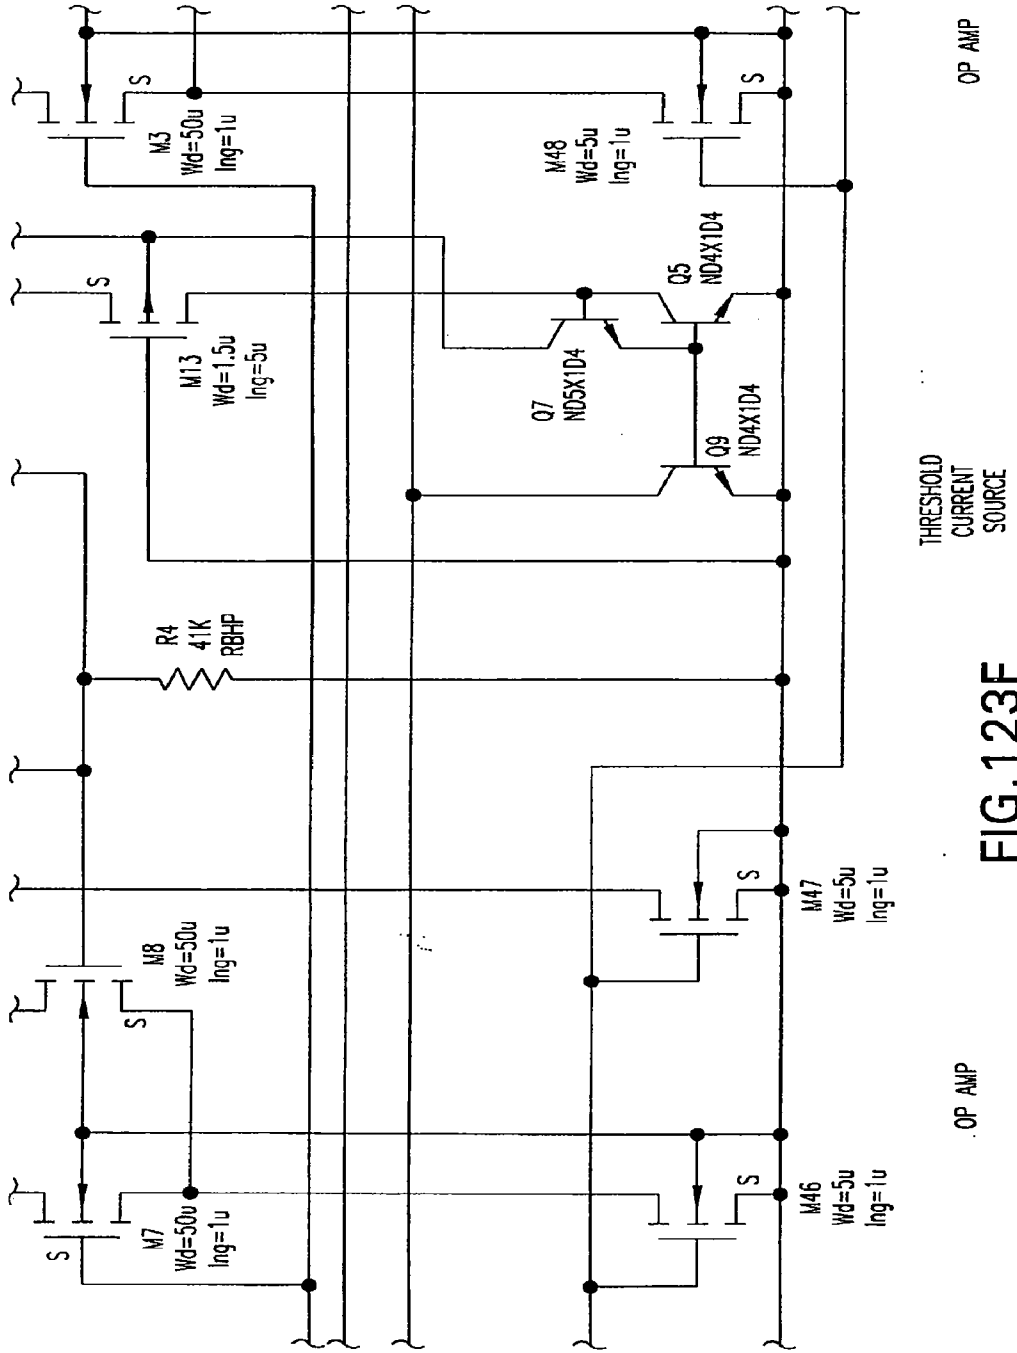 M7
Wd=50u
lng=1u
S
M8
Wd=50u
lng=1u
S
R4
41K
RBHP
M13
Wd=1.5u
lng=5u
S
M3
Wd=50u
lng=1u
S
Q7
ND5X1D4
Q5
ND4X1D4
Q9
ND4X1D4
M48
Wd=5u
lng=1u
S
M46
Wd=5u
lng=1u
S
M47
Wd=5u
lng=1u
S
OP AMP
THRESHOLD
CURRENT
SOURCE
OP AMP
FIG.123F